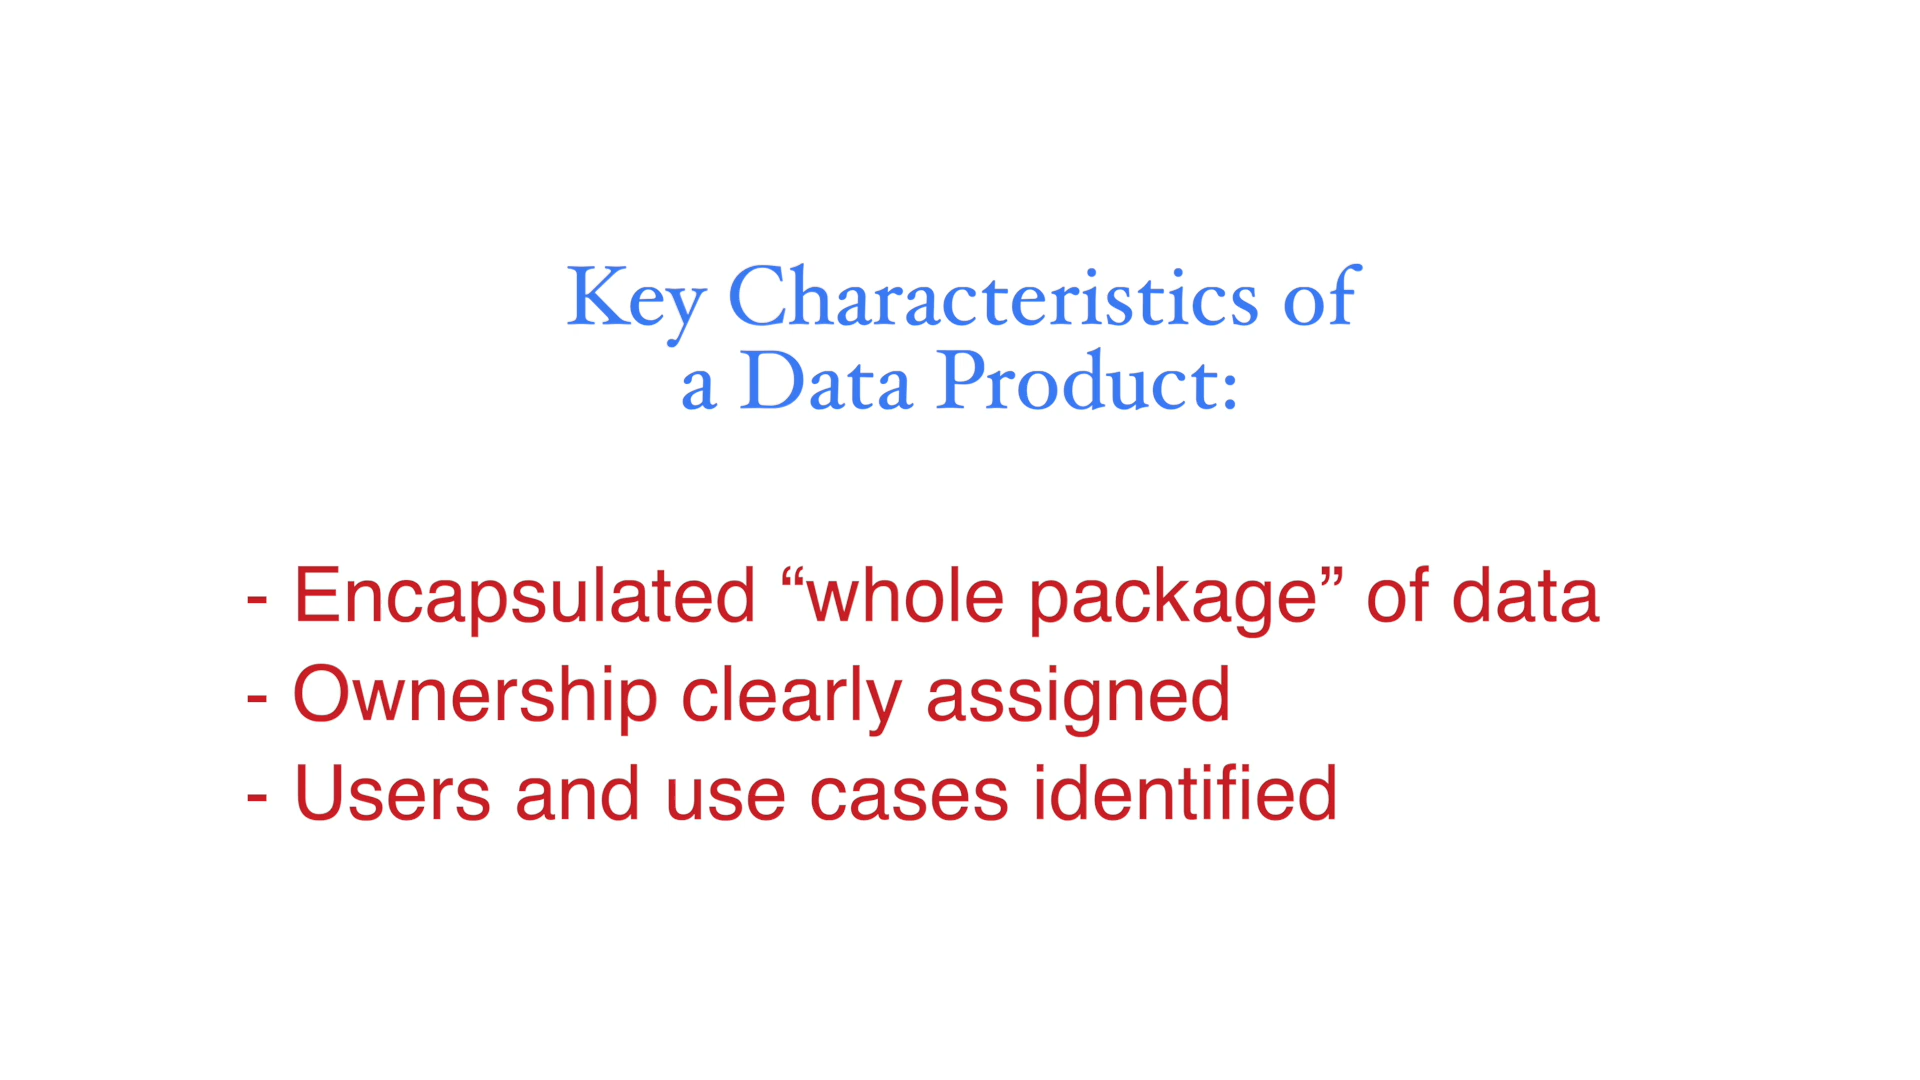 Key Characteristics of
a Data Product:
- Encapsulated “whole package” of data
- Ownership clearly assigned
- Users and use cases identified